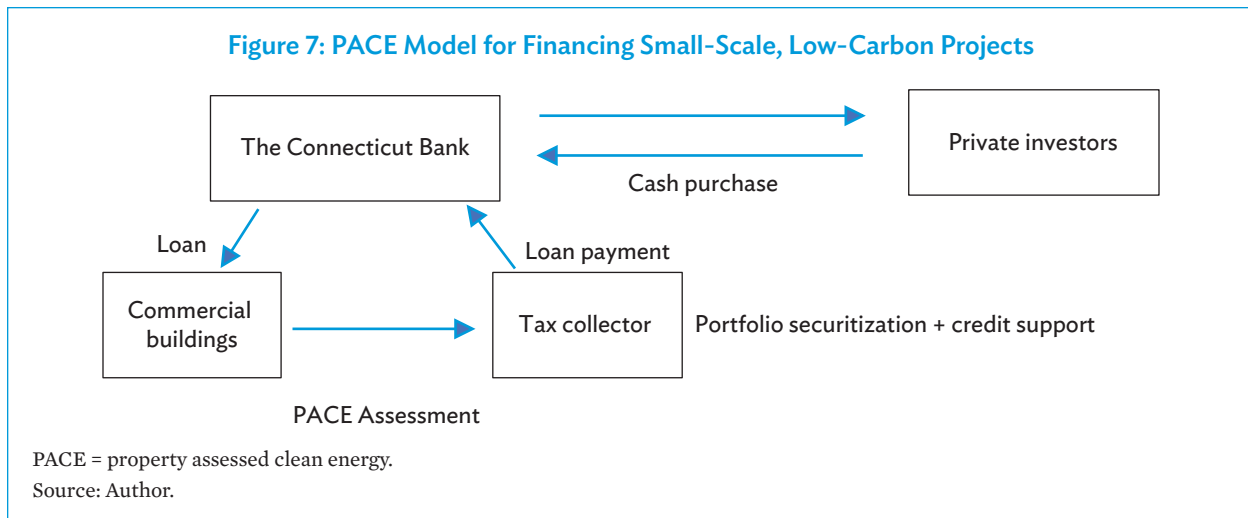 Figure 7: PACE Model for Financing Small-Scale, Low-Carbon Projects
The Connecticut Bank
Private investors
Cash purchase
Loan
Loan payment
Commercial
buildings
Tax collector
Portfolio securitization + credit support
PACE Assessment
PACE = property assessed clean energy.
Source: Author.